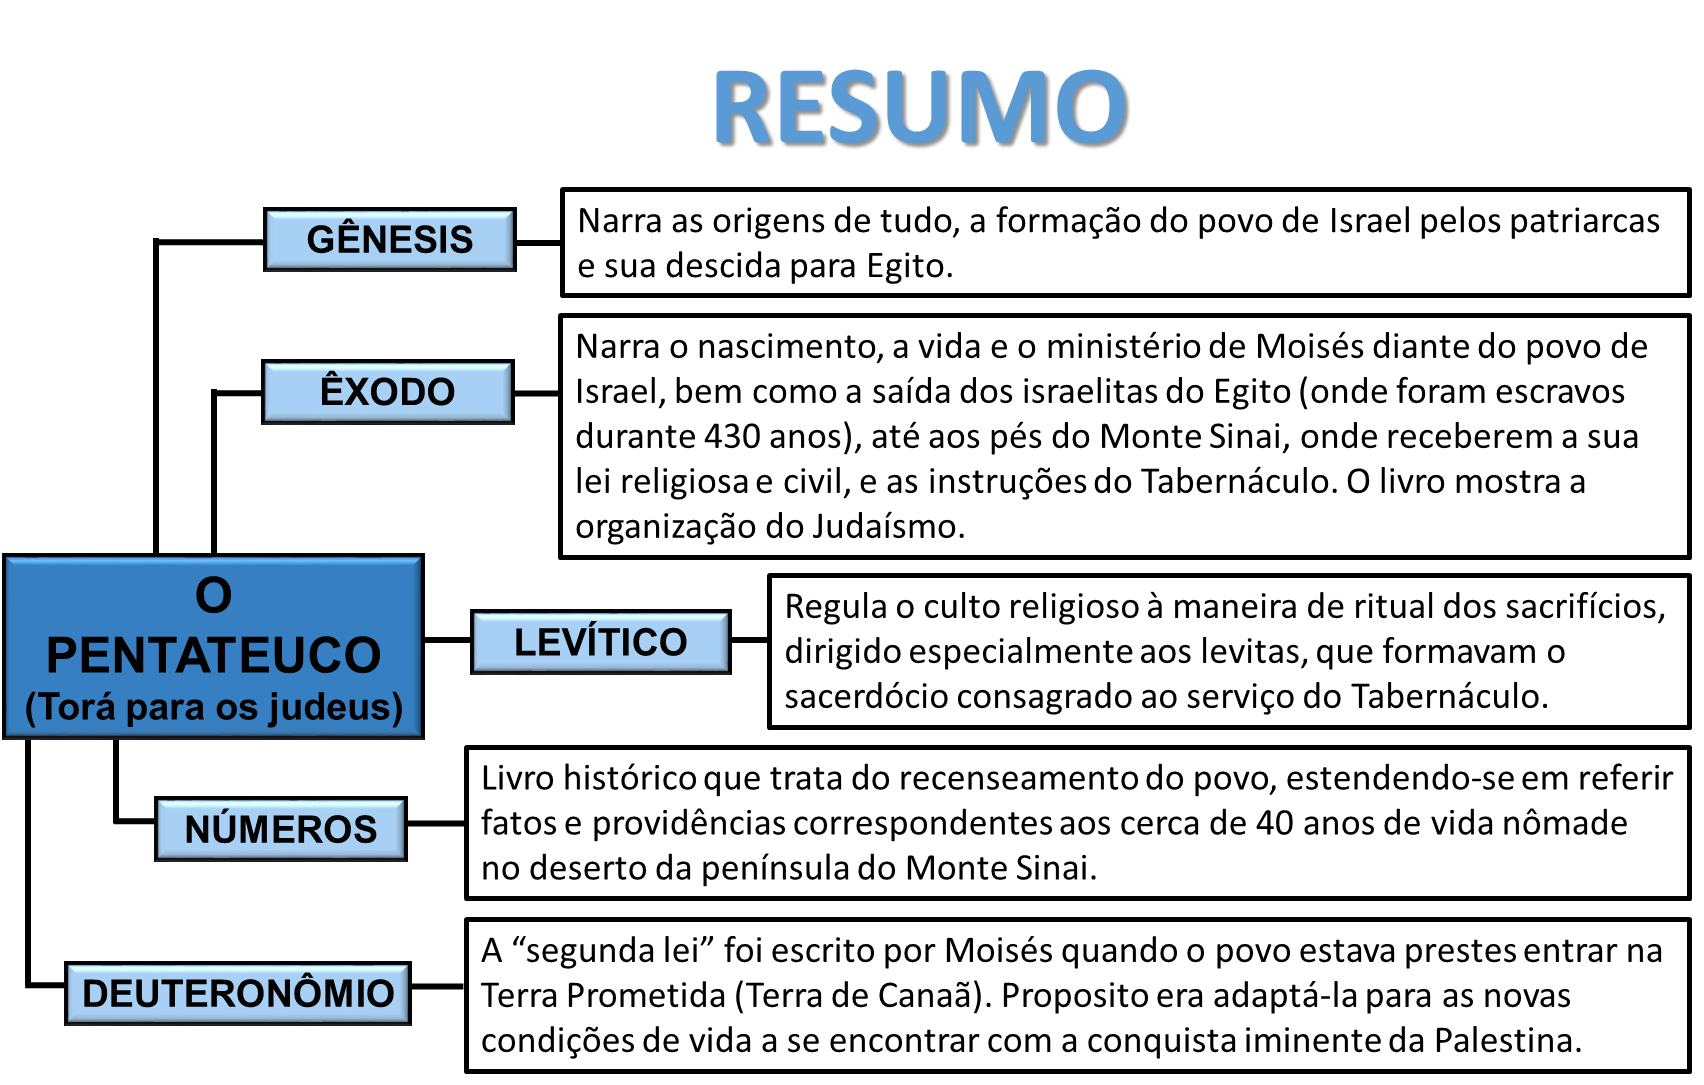 RESUMO
GÊNESIS
Narra as origens de tudo, a formação do povo de Israel pelos patriarcas
e sua descida para Egito.
ÊXODO
Narra o nascimento, a vida e o ministério de Moisés diante do povo de
Israel, bem como a saída dos israelitas do Egito (onde foram escravos
durante 430 anos), até aos pés do Monte Sinai, onde receberem a sua
lei religiosa e civil, e as instruções do Tabernáculo. O livro mostra a
organização do Judaísmo.
O
PENTATEUCO
(Torá para os judeus)
LEVÍTICO
Regula o culto religioso à maneira de ritual dos sacrifícios,
dirigido especialmente aos levitas, que formavam o
sacerdócio consagrado ao serviço do Tabernáculo.
NÚMEROS
Livro histórico que trata do recenseamento do povo, estendendo-se em referir
fatos e providências correspondentes aos cerca de 40 anos de vida nômade
no deserto da península do Monte Sinai.
DEUTERONÔMIO
A “segunda lei” foi escrito por Moisés quando o povo estava prestes entrar na
Terra Prometida (Terra de Canaã). Proposito era adaptá-la para as novas
condições de vida a se encontrar com a conquista iminente da Palestina.